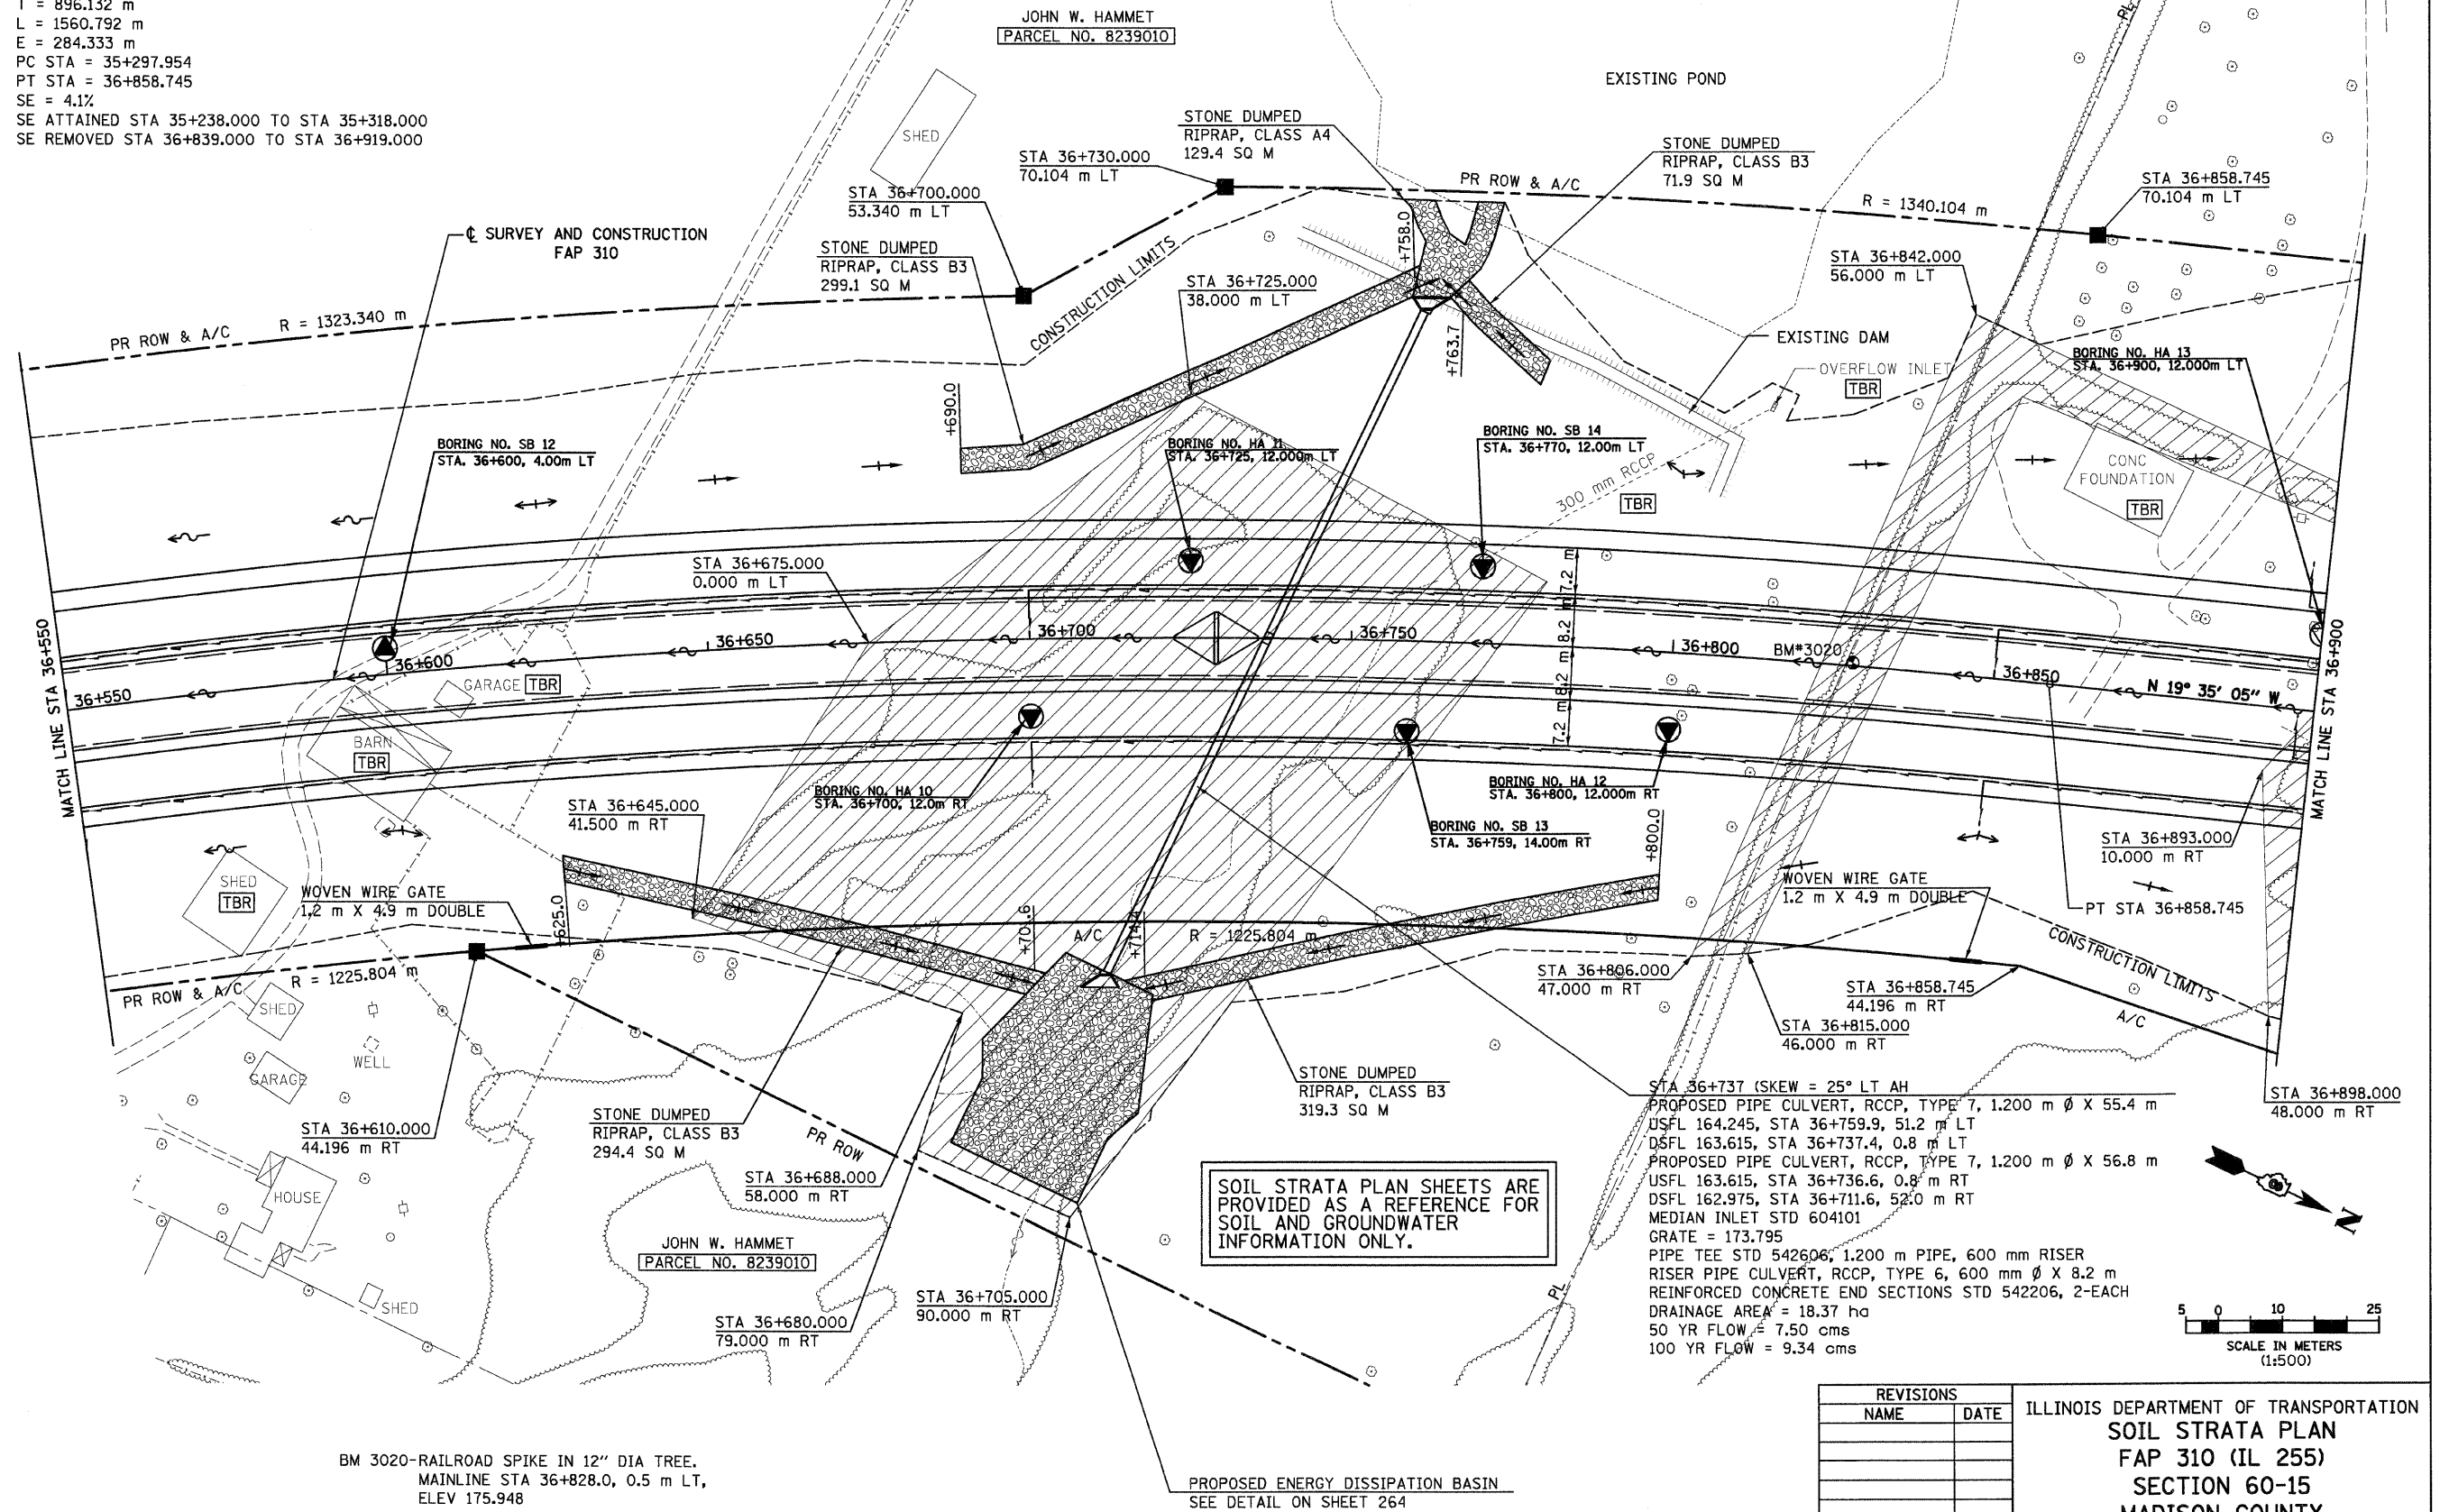 T = 896.132 m
L = 1560.792 m
E = 284.333 m
PC STA = 35+297.954
PT STA = 36+858.745
SE = 4.1%
SE ATTAINED STA 35+238.000 TO STA 35+318.000
SE REMOVED STA 36+839.000 TO STA 36+919.000
JOHN W. HAMMET
PARCEL NO. 8239010
EXISTING POND
PL
SHED
STONE DUMPED
RIPRAP, CLASS A4
129.4 SQ M
STONE DUMPED
RIPRAP, CLASS B3
71.9 SQ M
STA 36+730.000
70.104 m LT
STA 36+700.000
53.340 m LT
PR ROW & A/C
R = 1340.104 m
STA 36+858.745
70.104 m LT
℄ SURVEY AND CONSTRUCTION
FAP 310
STONE DUMPED
RIPRAP, CLASS B3
299.1 SQ M
CONSTRUCTION LIMITS
+758.0
STA 36+725.000
38.000 m LT
STA 36+842.000
56.000 m LT
PR ROW & A/C
R = 1323.340 m
+763.7
EXISTING DAM
OVERFLOW INLET
TBR
BORING NO. HA 13
STA. 36+900, 12.000m LT
+690.0
BORING NO. SB 12
STA. 36+600, 4.00m LT
BORING NO. HA 11
STA. 36+725, 12.000m LT
BORING NO. SB 14
STA. 36+770, 12.00m LT
300 mm RCCP
TBR
CONC
FOUNDATION
TBR
STA 36+675.000
0.000 m LT
7.2 m
8.2 m
8.2 m
7.2 m
MATCH LINE STA 36+550
36+550
36+600
36+650
36+700
36+750
36+800
BM#3020
36+850
N 19° 35' 05" W
MATCH LINE STA 36+900
GARAGE TBR
BARN
TBR
BORING NO. HA 10
STA. 36+700, 12.0m RT
BORING NO. HA 12
STA. 36+800, 12.000m RT
BORING NO. SB 13
STA. 36+759, 14.00m RT
STA 36+645.000
41.500 m RT
+800.0
STA 36+893.000
10.000 m RT
SHED
TBR
WOVEN WIRE GATE
1.2 m X 4.9 m DOUBLE
+625.0
+703.6
A/C
+714.4
R = 1225.804 m
WOVEN WIRE GATE
1.2 m X 4.9 m DOUBLE
PT STA 36+858.745
CONSTRUCTION LIMITS
PR ROW & A/C
R = 1225.804 m
STA 36+806.000
47.000 m RT
STA 36+858.745
44.196 m RT
A/C
STA 36+815.000
46.000 m RT
SHED
WELL
GARAGE
STA 36+610.000
44.196 m RT
STONE DUMPED
RIPRAP, CLASS B3
294.4 SQ M
PR ROW
STONE DUMPED
RIPRAP, CLASS B3
319.3 SQ M
STA 36+898.000
48.000 m RT
STA 36+688.000
58.000 m RT
STA 36+737 (SKEW = 25° LT AH
PROPOSED PIPE CULVERT, RCCP, TYPE 7, 1.200 m Ø X 55.4 m
USFL 164.245, STA 36+759.9, 51.2 m LT
DSFL 163.615, STA 36+737.4, 0.8 m LT
PROPOSED PIPE CULVERT, RCCP, TYPE 7, 1.200 m Ø X 56.8 m
USFL 163.615, STA 36+736.6, 0.8 m RT
DSFL 162.975, STA 36+711.6, 52.0 m RT
MEDIAN INLET STD 604101
GRATE = 173.795
PIPE TEE STD 542606, 1.200 m PIPE, 600 mm RISER
RISER PIPE CULVERT, RCCP, TYPE 6, 600 mm Ø X 8.2 m
REINFORCED CONCRETE END SECTIONS STD 542206, 2-EACH
DRAINAGE AREA = 18.37 ha
50 YR FLOW = 7.50 cms
100 YR FLOW = 9.34 cms
SOIL STRATA PLAN SHEETS ARE
PROVIDED AS A REFERENCE FOR
SOIL AND GROUNDWATER
INFORMATION ONLY.
N
HOUSE
SHED
JOHN W. HAMMET
PARCEL NO. 8239010
STA 36+680.000
79.000 m RT
STA 36+705.000
90.000 m RT
PL
5 0 10 25
SCALE IN METERS
(1:500)
BM 3020-RAILROAD SPIKE IN 12" DIA TREE.
MAINLINE STA 36+828.0, 0.5 m LT,
ELEV 175.948
PROPOSED ENERGY DISSIPATION BASIN
SEE DETAIL ON SHEET 264
REVISIONS
NAME DATE
ILLINOIS DEPARTMENT OF TRANSPORTATION
SOIL STRATA PLAN
FAP 310 (IL 255)
SECTION 60-15
MADISON COUNTY